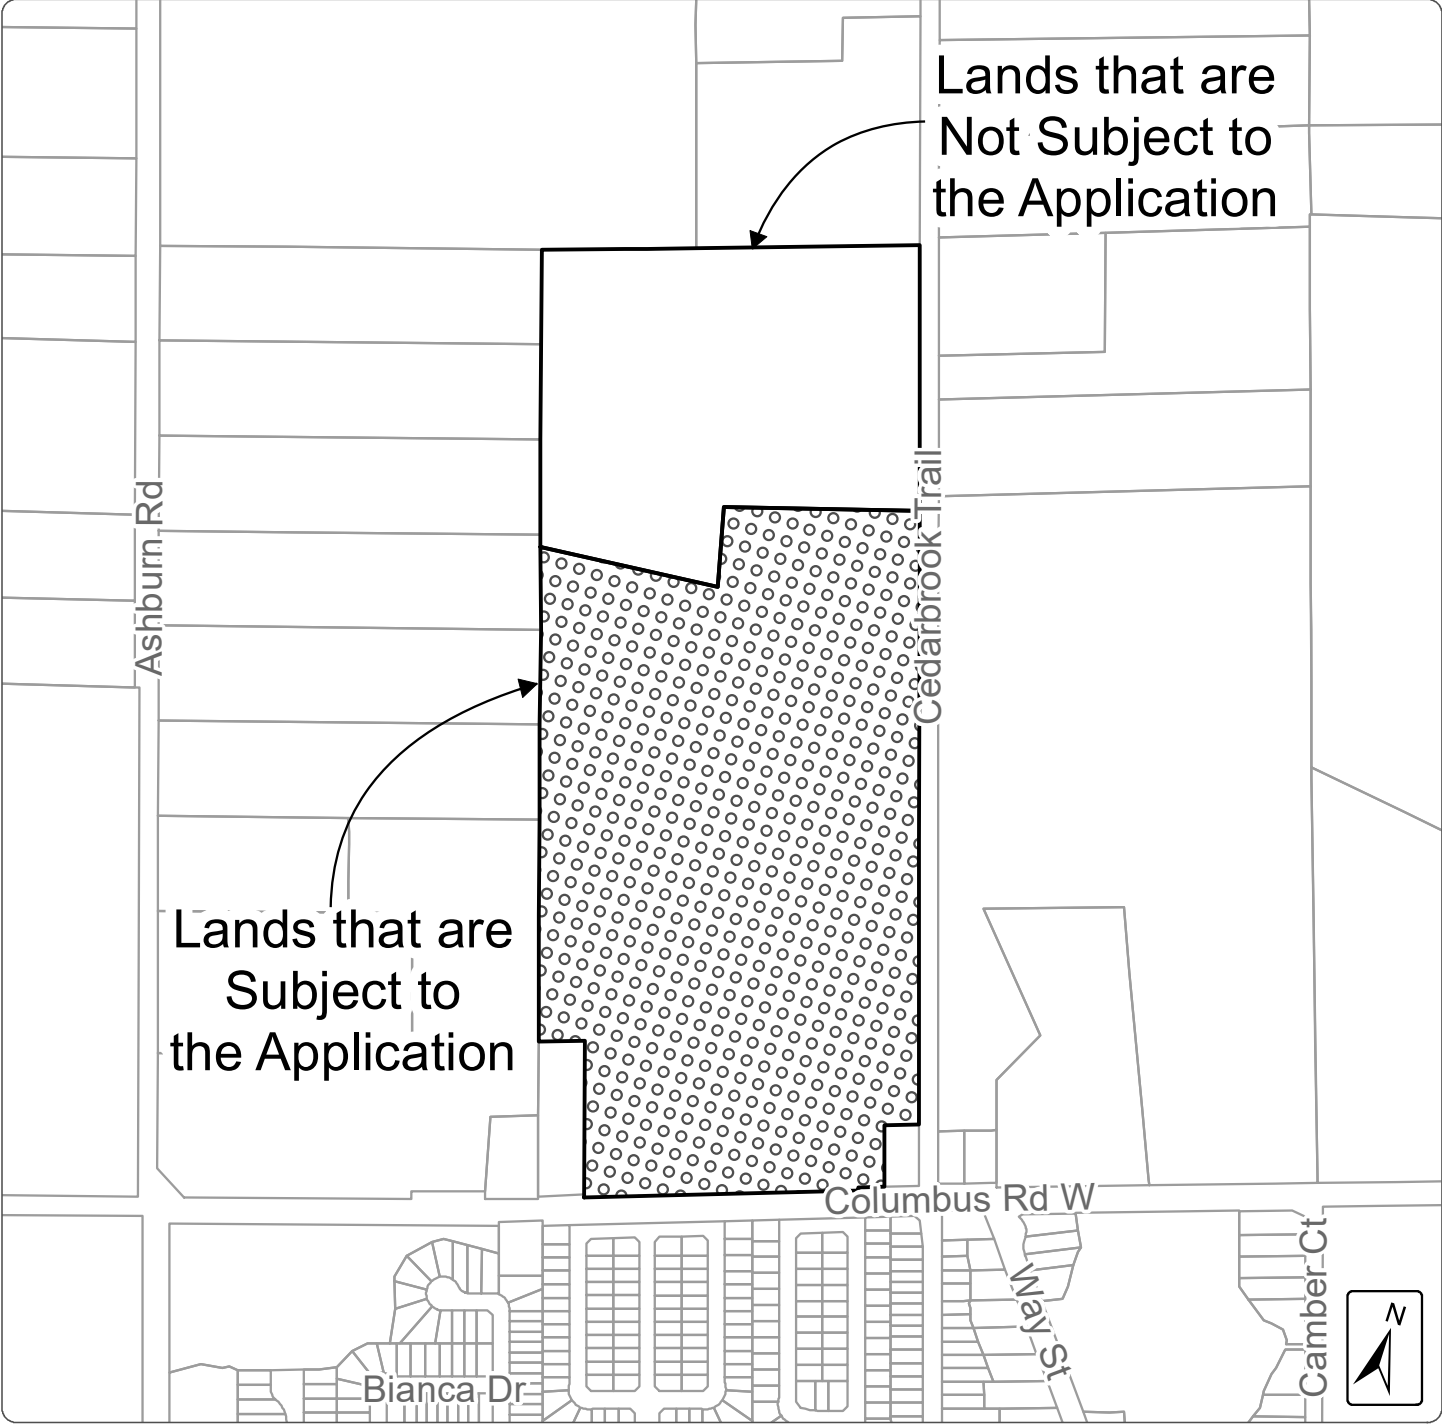 Lands that are
Not Subject to
the Application
Ashburn Rd
Cedarbrook Trail
Lands that are
Subject to
the Application
Columbus Rd W
Way St
Camber Ct
Bianca Dr
N